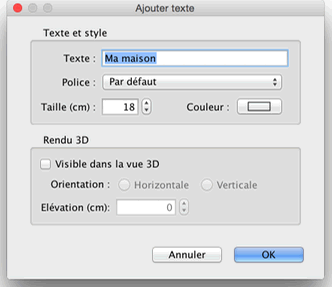 Ajouter texte
Texte et style
Texte : Ma maison
Police : Par défaut
Taille (cm) : 18 Couleur :
Rendu 3D
Visible dans la vue 3D
Orientation : Horizontale Verticale
Elévation (cm): 0
Annuler OK